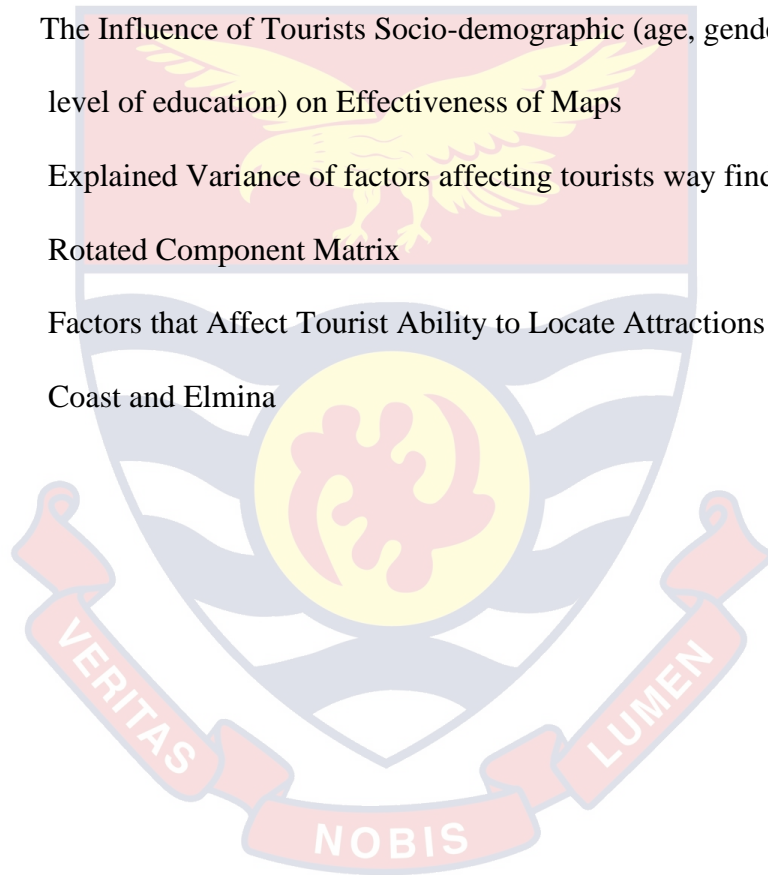 The Influence of Tourists Socio-demographic (age, gende
level of education) on Effectiveness of Maps
Explained Variance of factors affecting tourists way find
Rotated Component Matrix
Factors that Affect Tourist Ability to Locate Attractions
Coast and Elmina
VERITAS
NOBIS
LUMEN